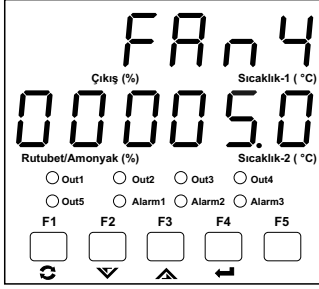 FAn4
Çıkış (%) Sıcaklık-1 ( °C)
00005.0
Rutubet/Amonyak (%) Sıcaklık-2 ( °C)
Out1 Out2 Out3 Out4
Out5 Alarm1 Alarm2 Alarm3
F1 F2 F3 F4 F5